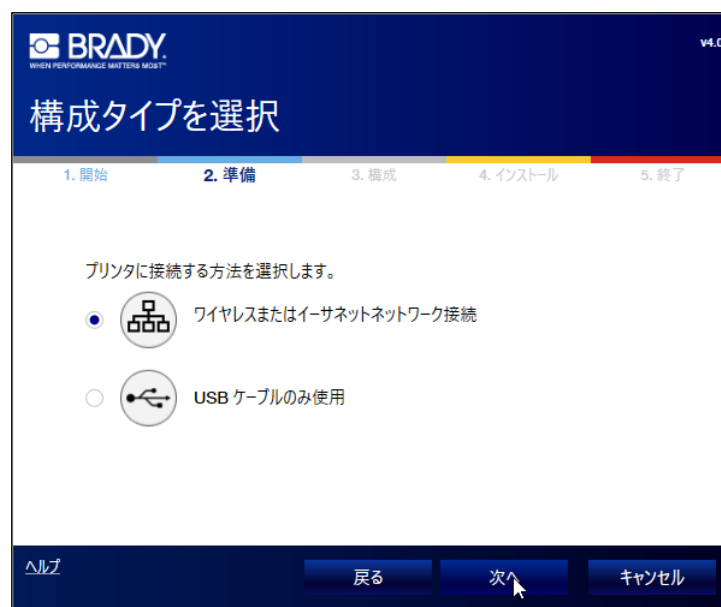 BRADY.
WHEN PERFORMANCE MATTERS MOST™
v4.0
構成タイプを選択
1. 開始
2. 準備
3. 構成
4. インストール
5. 終了
プリンタに接続する方法を選択します。
ワイヤレスまたはイーサネットネットワーク接続
USB ケーブルのみ使用
ヘルプ
戻る
次へ
キャンセル